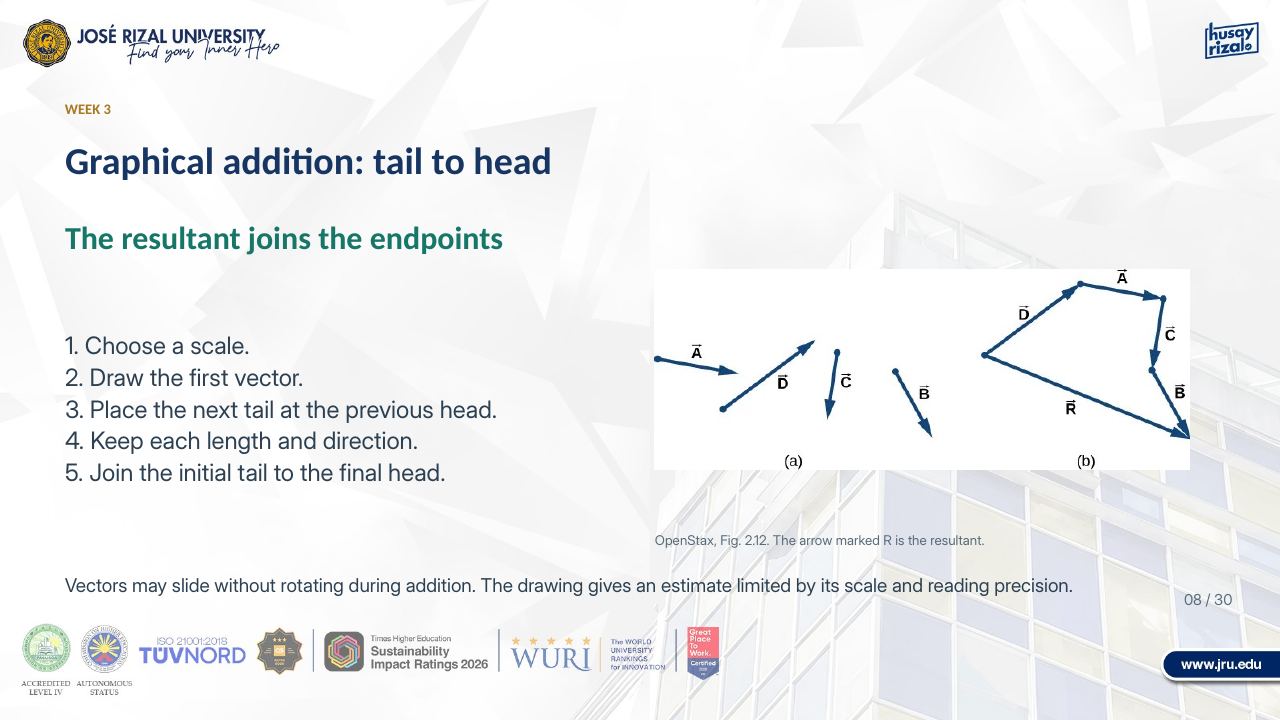 JOSÉ RIZAL UNIVERSITY
Find your Inner Hero
husay
rizal
WEEK 3
Graphical addition: tail to head
The resultant joins the endpoints
1. Choose a scale.
2. Draw the first vector.
3. Place the next tail at the previous head.
4. Keep each length and direction.
5. Join the initial tail to the final head.
A
D
C
B
(a)
D
A
C
B
R
(b)
OpenStax, Fig. 2.12. The arrow marked R is the resultant.
Vectors may slide without rotating during addition. The drawing gives an estimate limited by its scale and reading precision.
08 / 30
ACCREDITED
LEVEL IV
AUTONOMOUS
STATUS
ISO 21001:2018
TÜVNORD
Times Higher Education
Sustainability
Impact Ratings 2026
WURI
The WORLD
UNIVERSITY
RANKINGS
for INNOVATION
Great
Place
To
Work.
Certified
www.jru.edu